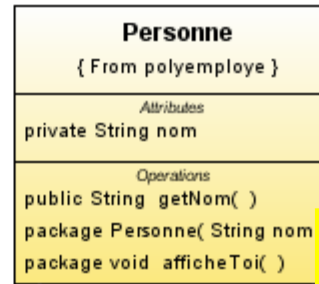 Personne
{ From polyemploye }
Attributes
private String nom
Operations
public String getNom( )
package Personne( String nom
package void afficheToi( )